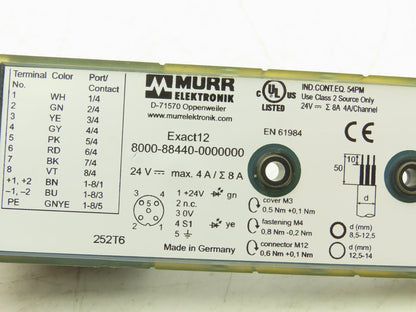 Terminal Color Port/
No. Contact
1 WH 1/4
2 GN 2/4
3 YE 3/4
4 GY 4/4
5 PK 5/4
6 RD 6/4
7 BK 7/4
8 VT 8/4
+1, +2 BN 1-8/1
-1, -2 BU 1-8/3
PE GNYE 1-8/5
252T6
MURR
ELEKTRONIK
D-71570 Oppenweiler
www.murrelektronik.com
Exact12
8000-88440-0000000
24 V⎓ max. 4 A / Σ 8 A
1 +24V gn
2 n.c.
3 0V
4 S1 ye
5
Made in Germany
C UL US
LISTED
IND.CONT.EQ. 54PM
Use Class 2 Source Only
24V⎓ Σ 8A 4A/Channel
EN 61984
CE
cover M3
0,5 Nm +0,1 Nm
fastening M4
0,8 Nm -0,2 Nm
connector M12
0,6 Nm +0,1 Nm
50
10
d
d (mm)
8,5-12,5
d (mm)
12,5-14